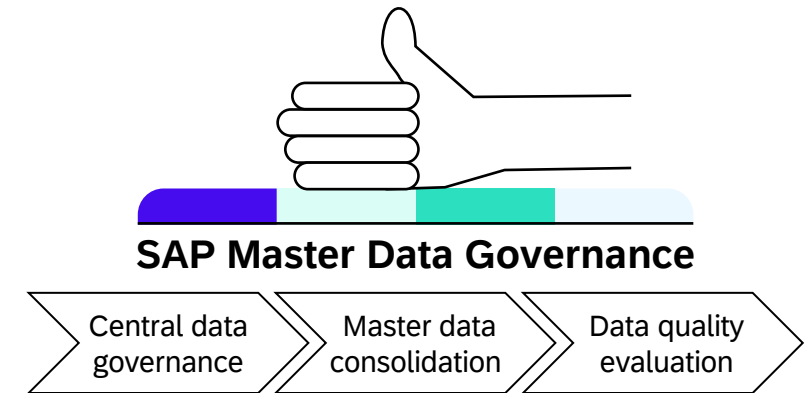 SAP Master Data Governance
Central data
governance
Master data
consolidation
Data quality
evaluation